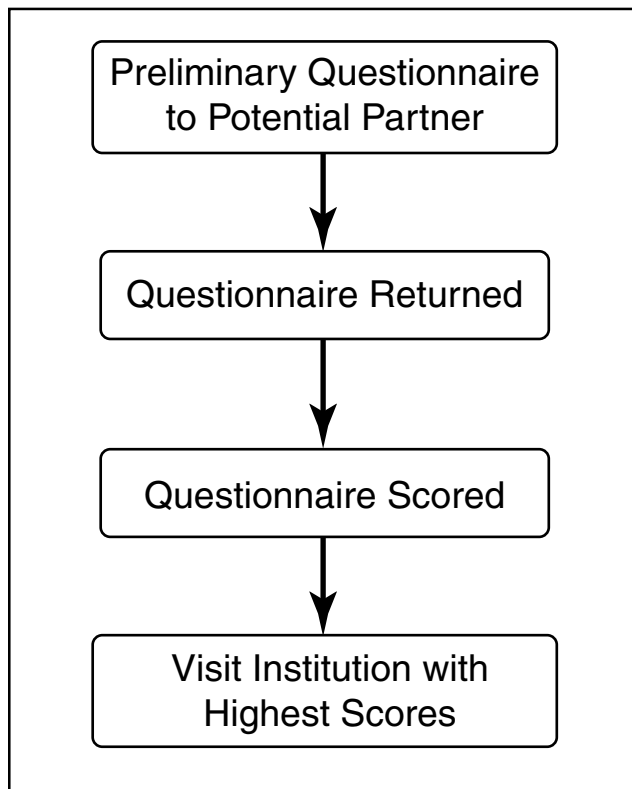 Preliminary Questionnaire
to Potential Partner
Questionnaire Returned
Questionnaire Scored
Visit Institution with
Highest Scores